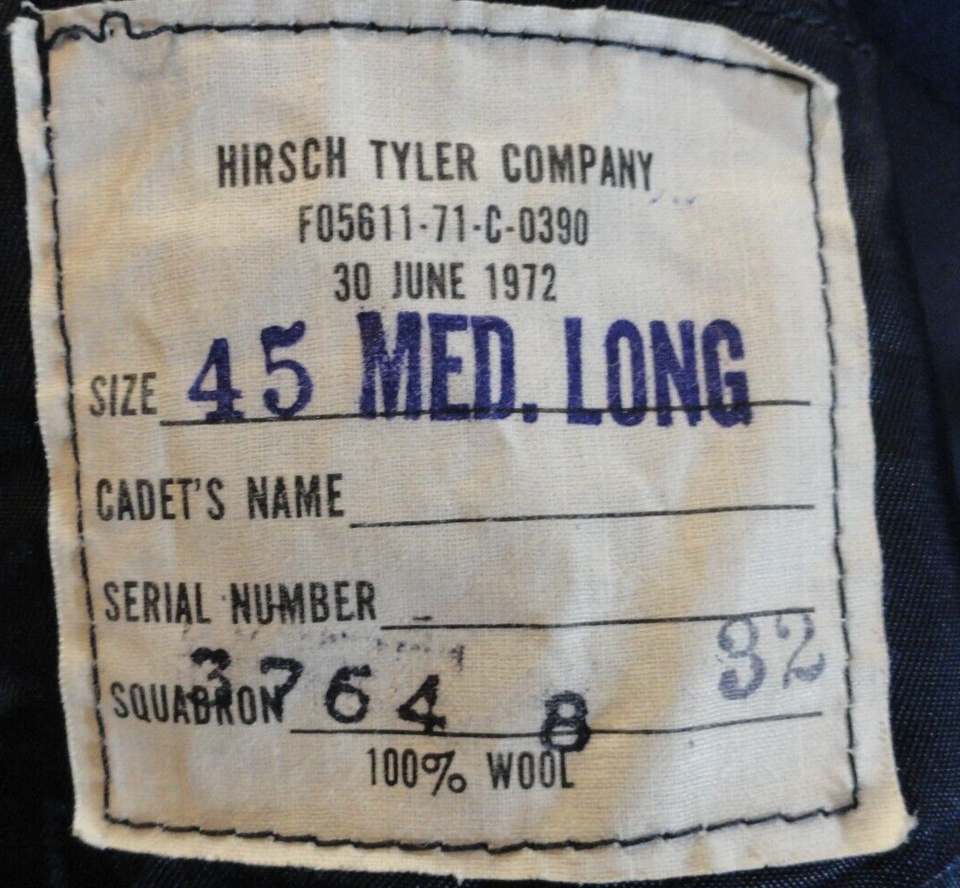 HIRSCH TYLER COMPANY
F05611-71-C-0390
30 JUNE 1972
SIZE 45 MED. LONG
CADET'S NAME
SERIAL NUMBER
32
SQUADRON 3764 8
100% WOOL